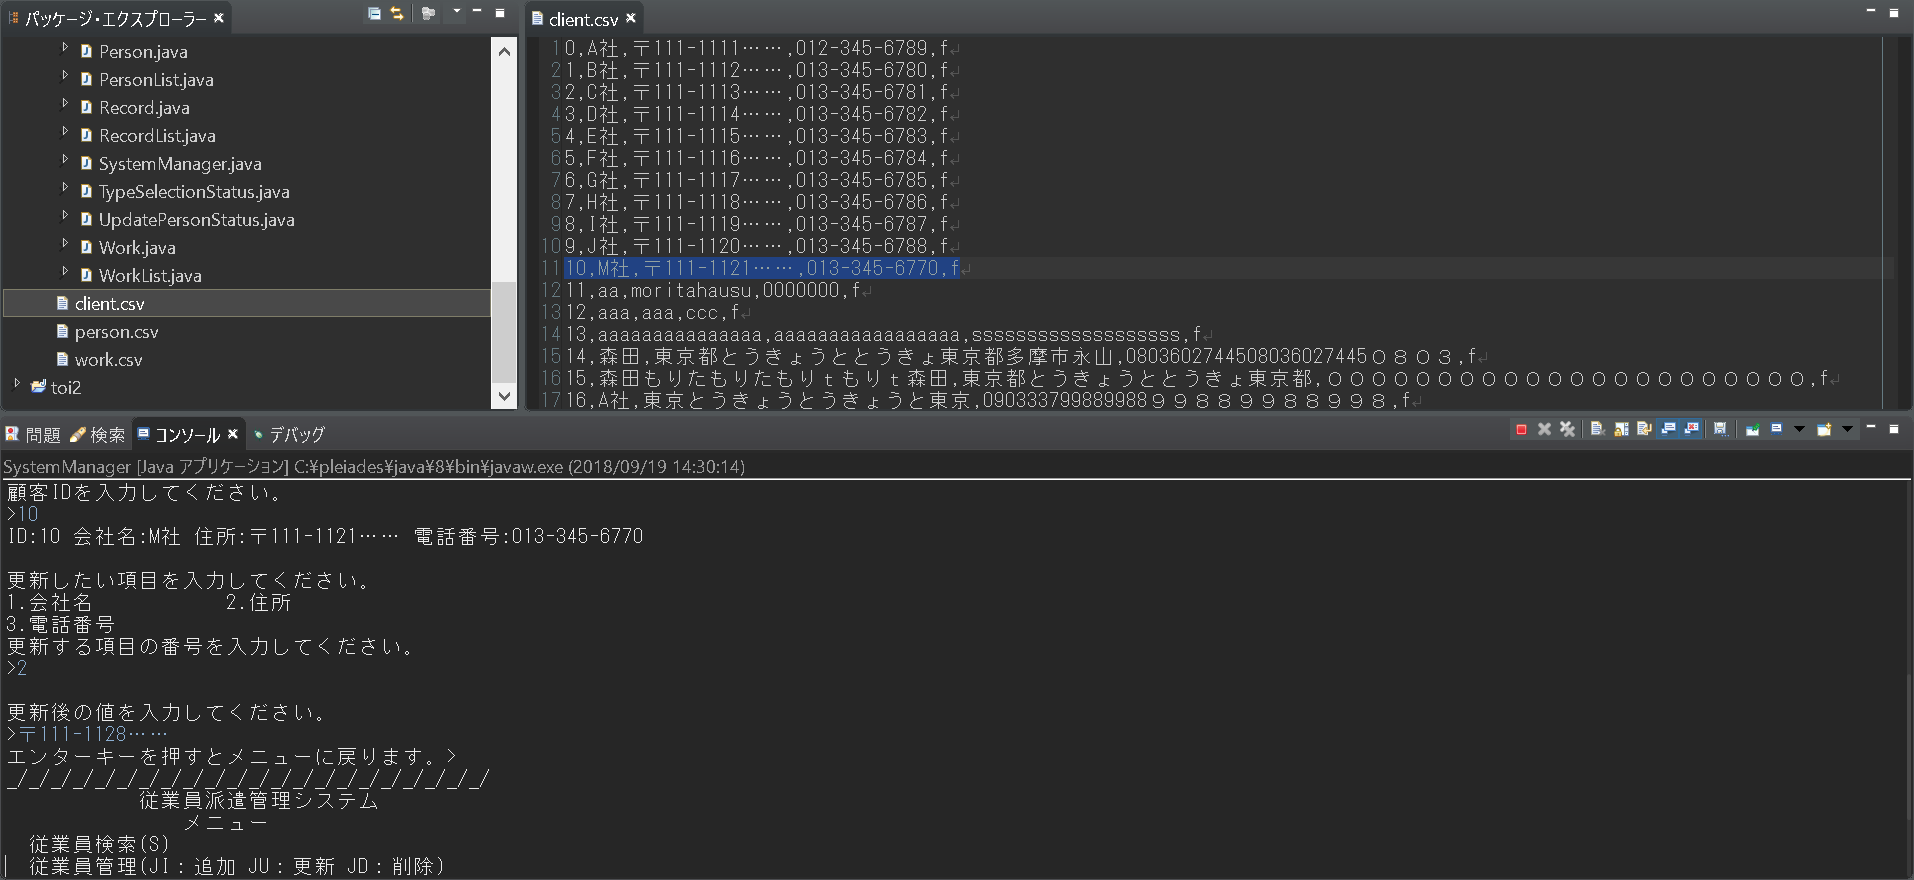 パッケージ・エクスプローラー
Person.java
PersonList.java
Record.java
RecordList.java
SystemManager.java
TypeSelectionStatus.java
UpdatePersonStatus.java
Work.java
WorkList.java
client.csv
person.csv
work.csv
toi2
client.csv
1 0,A社,〒111-1111……,012-345-6789,f
2 1,B社,〒111-1112……,013-345-6780,f
3 2,C社,〒111-1113……,013-345-6781,f
4 3,D社,〒111-1114……,013-345-6782,f
5 4,E社,〒111-1115……,013-345-6783,f
6 5,F社,〒111-1116……,013-345-6784,f
7 6,G社,〒111-1117……,013-345-6785,f
8 7,H社,〒111-1118……,013-345-6786,f
9 8,I社,〒111-1119……,013-345-6787,f
10 9,J社,〒111-1120……,013-345-6788,f
11 10,M社,〒111-1121……,013-345-6770,f
12 11,aa,moritahausu,0000000,f
13 12,aaa,aaa,ccc,f
14 13,aaaaaaaaaaaaaaa,aaaaaaaaaaaaaaaaa,sssssssssssssssssss,f
15 14,森田,東京都とうきょうととうきょ東京都多摩市永山,0803602744508036027445０８０３,f
16 15,森田もりたもりたもりｔもりｔ森田,東京都とうきょうととうきょ東京都,００００００００００００００００００００００,f
17 16,A社,東京とうきょうとうきょうと東京,090333799889988９９８８９９８８９９８,f
問題 検索 コンソール デバッグ
SystemManager [Java アプリケーション] C:¥pleiades¥java¥8¥bin¥javaw.exe (2018/09/19 14:30:14)
顧客IDを入力してください。
>10
ID:10 会社名:M社 住所:〒111-1121…… 電話番号:013-345-6770
更新したい項目を入力してください。
1.会社名 2.住所
3.電話番号
更新する項目の番号を入力してください。
>2
更新後の値を入力してください。
>〒111-1128……
エンターキーを押すとメニューに戻ります。>
_/_/_/_/_/_/_/_/_/_/_/_/_/_/_/_/_/_/_/_/_/_/
従業員派遣管理システム
メニュー
従業員検索(S)
従業員管理(JI：追加 JU：更新 JD：削除)